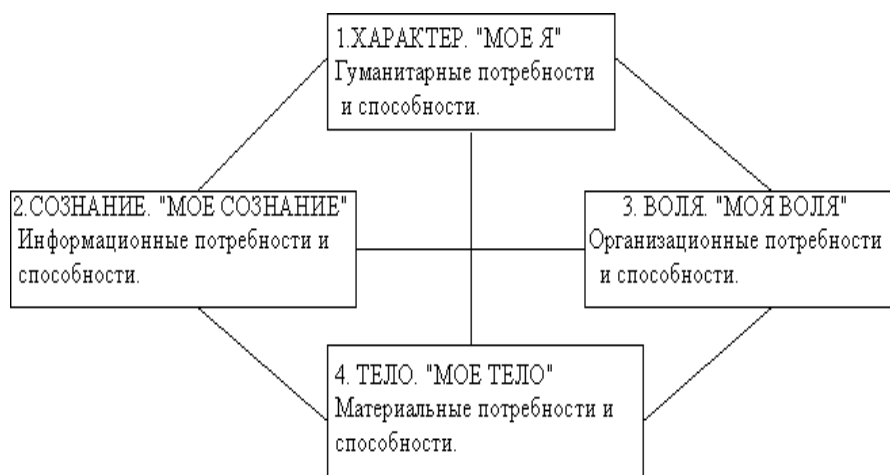 1.ХАРАКТЕР. "МОЕ Я"
Гуманитарные потребности
и способности.
2.СОЗНАНИЕ. "МОЕ СОЗНАНИЕ"
Информационные потребности и
способности.
3. ВОЛЯ. "МОЯ ВОЛЯ"
Организационные потребности
и способности.
4. ТЕЛО. "МОЕ ТЕЛО"
Материальные потребности и
способности.